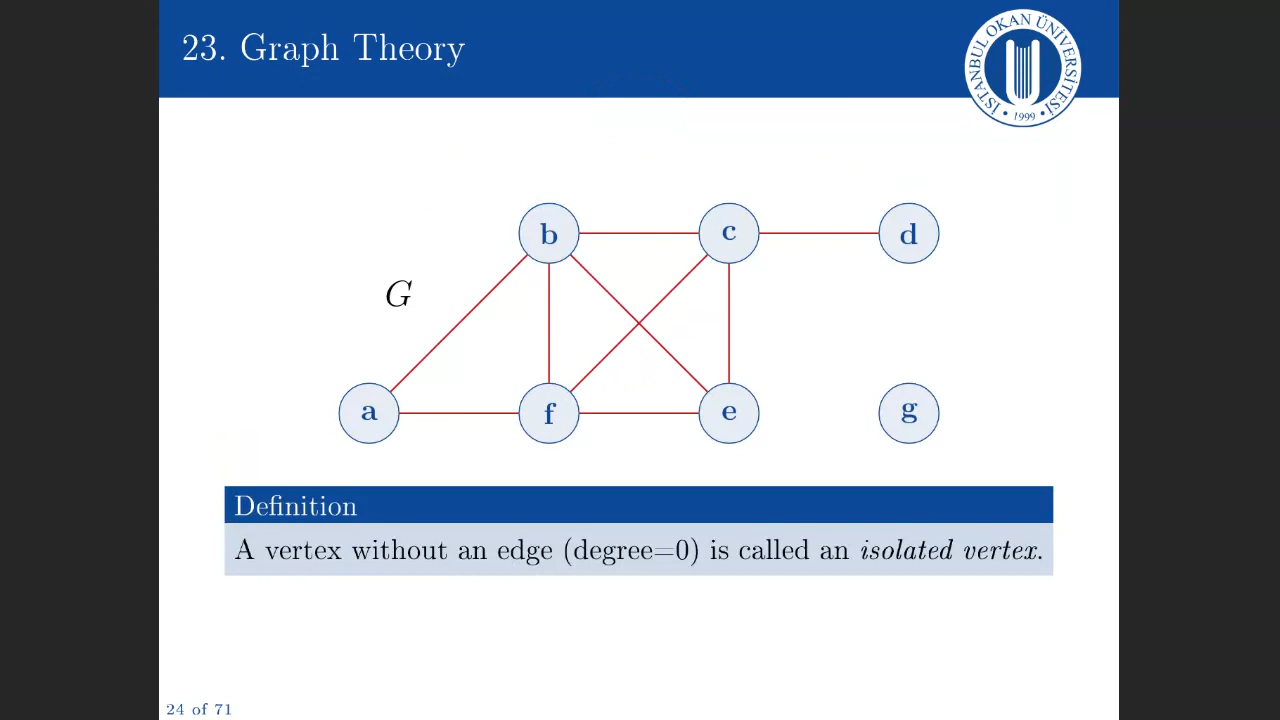 23. Graph Theory
İSTANBUL OKAN ÜNİVERSİTESİ
• 1999 •
b
c
d
G
a
f
e
g
Definition
A vertex without an edge (degree=0) is called an isolated vertex.
24 of 71